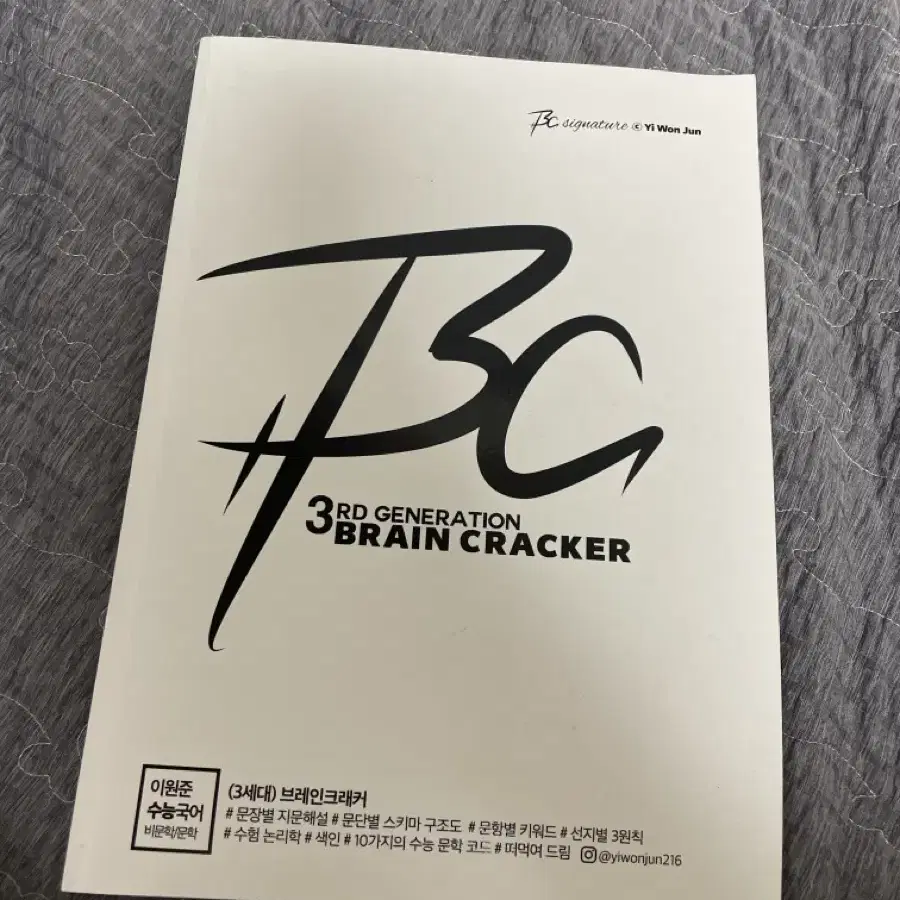 BC signature © Yi Won Jun
BC
3RD GENERATION
BRAIN CRACKER
이원준
수능국어
비문학/문학
(3세대) 브레인크래커
# 문장별 지문해설 # 문단별 스키마 구조도 # 문항별 키워드 # 선지별 3원칙
# 수험 논리학 # 색인 # 10가지의 수능 문학 코드 # 떠먹여 드림 @yiwonjun216